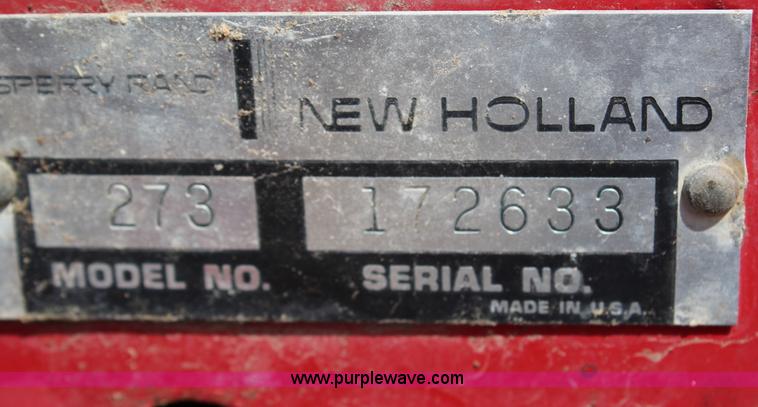 SPERRY RAND
NEW HOLLAND
273 172633
MODEL NO. SERIAL NO.
MADE IN U.S.A.
www.purplewave.com